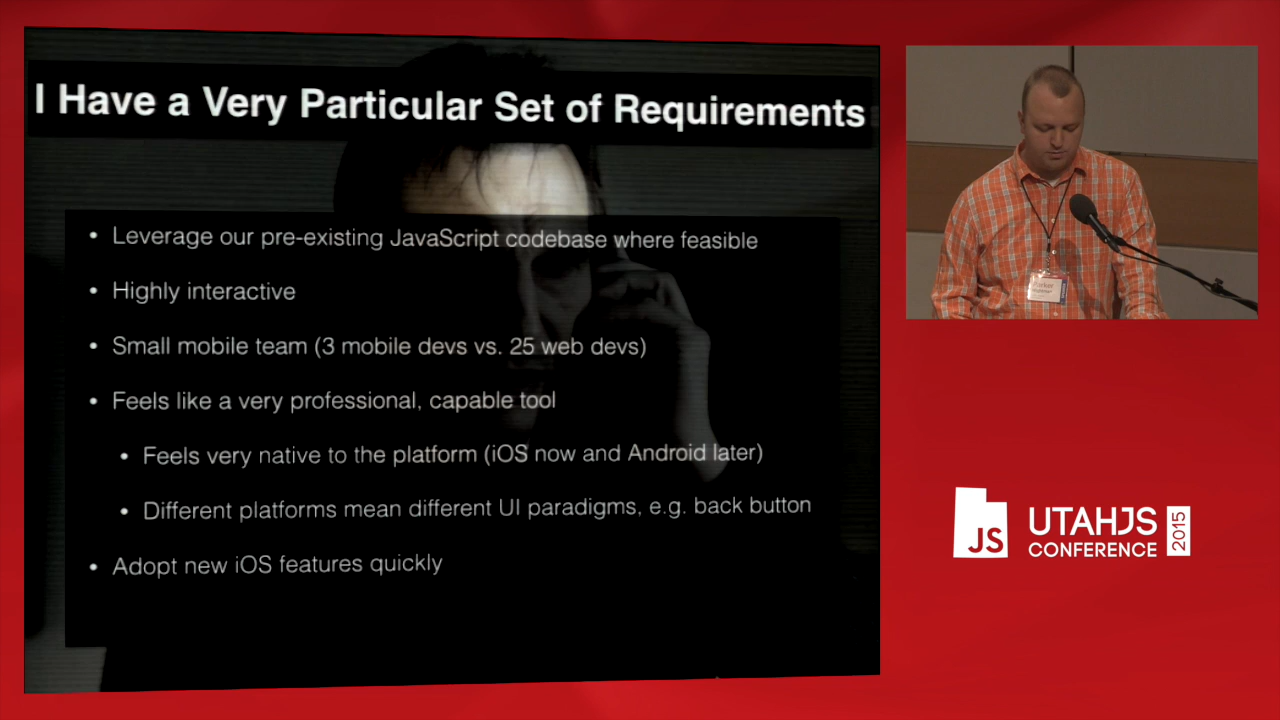 I Have a Very Particular Set of Requirements
• Leverage our pre-existing JavaScript codebase where feasible
• Highly interactive
• Small mobile team (3 mobile devs vs. 25 web devs)
• Feels like a very professional, capable tool
• Feels very native to the platform (iOS now and Android later)
• Different platforms mean different UI paradigms, e.g. back button
• Adopt new iOS features quickly
Parker
JS
UTAHJS
CONFERENCE
2015